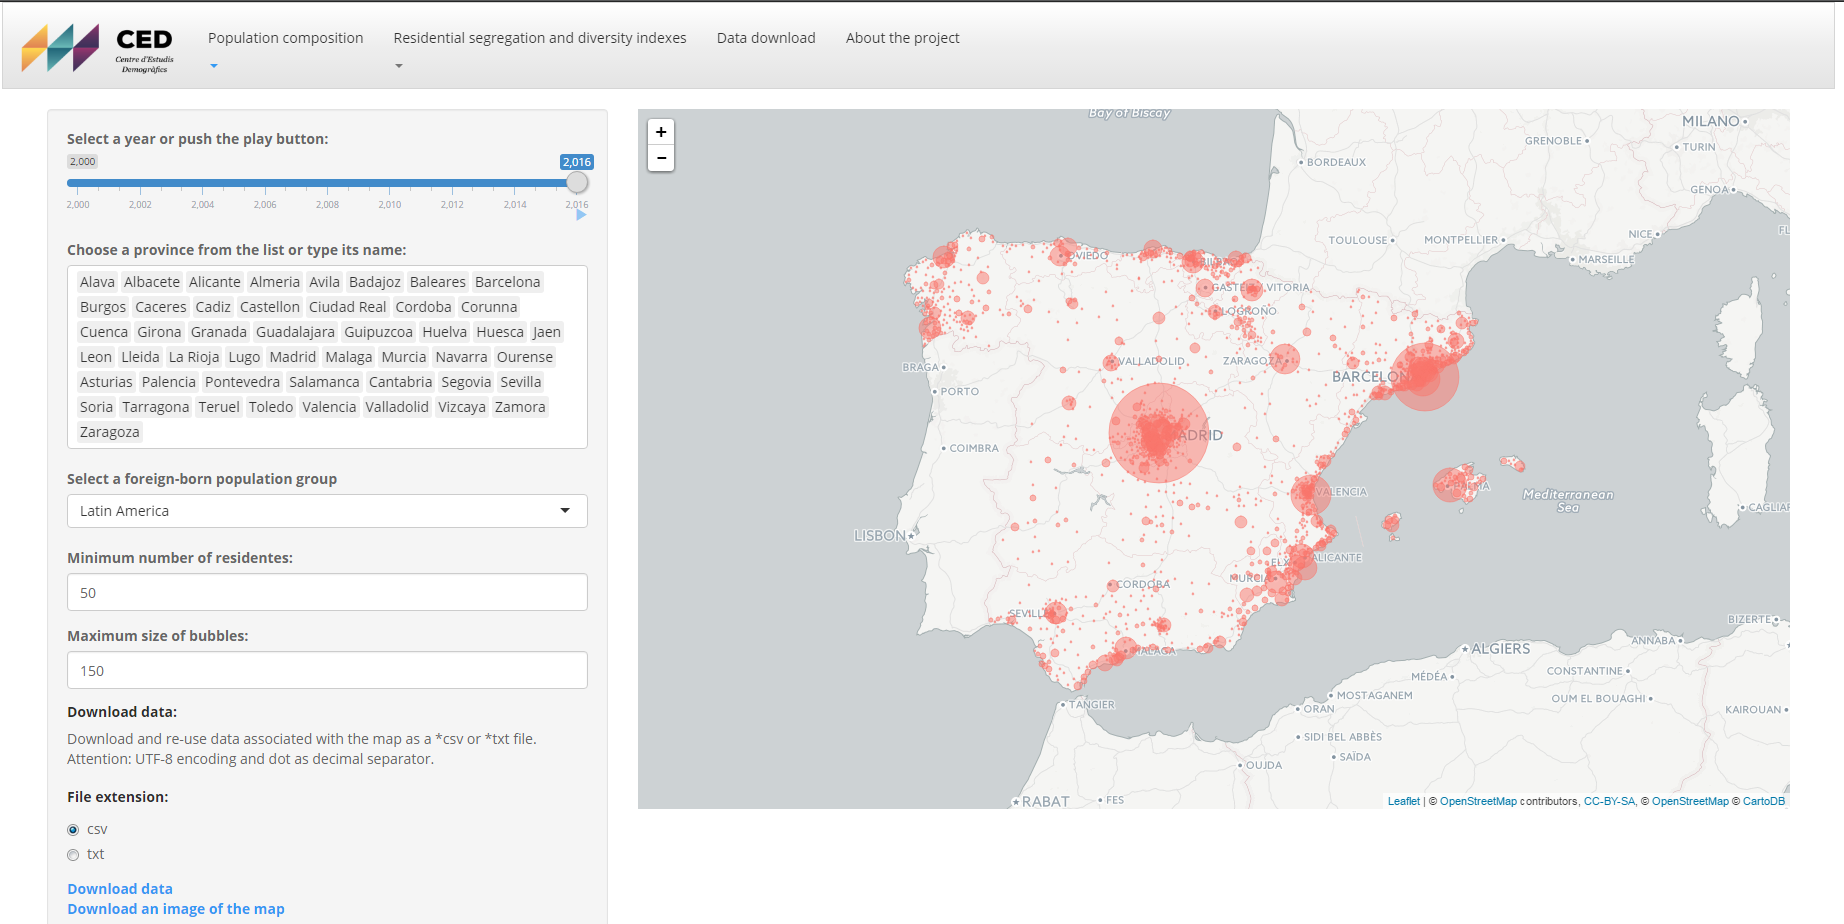 CED
Centre d'Estudis
Demogràfics
Population composition
Residential segregation and diversity indexes
Data download
About the project
Select a year or push the play button:
2,000
2,016
2,000 2,002 2,004 2,006 2,008 2,010 2,012 2,014 2,016
Choose a province from the list or type its name:
Alava Albacete Alicante Almeria Avila Badajoz Baleares Barcelona
Burgos Caceres Cadiz Castellon Ciudad Real Cordoba Corunna
Cuenca Girona Granada Guadalajara Guipuzcoa Huelva Huesca Jaen
Leon Lleida La Rioja Lugo Madrid Malaga Murcia Navarra Ourense
Asturias Palencia Pontevedra Salamanca Cantabria Segovia Sevilla
Soria Tarragona Teruel Toledo Valencia Valladolid Vizcaya Zamora
Zaragoza
Select a foreign-born population group
Latin America
Minimum number of residentes:
50
Maximum size of bubbles:
150
Download data:
Download and re-use data associated with the map as a *csv or *txt file.
Attention: UTF-8 encoding and dot as decimal separator.
File extension:
csv
txt
Download data
Download an image of the map
+
−
Bay of Biscay
MILANO
GRENOBLE
TURIN
BORDEAUX
GENOA
NICE
FL
TOULOUSE
MONTPELLIER
MARSEILLE
OVIEDO
VITORIA
LOGROÑO
VALLADOLID
ZARAGOZA
BRAGA
BARCELON
PORTO
ADRID
COIMBRA
VALENCIA
Mediterranean
Sea
CAGLIAR
LISBON
ALICANTE
ELX
MURCIA
CORDOBA
SEVILL
BIZERTE
ANNABA
MALAGA
ALGIERS
MÉDÉA
CONSTANTINE
MOSTAGANEM
OUM EL BOUAGHI
TANGIER
ORAN
KAIROUAN
SIDI BEL ABBÈS
SAÏDA
OUJDA
RABAT
FES
Leaflet | © OpenStreetMap contributors, CC-BY-SA, © OpenStreetMap © CartoDB